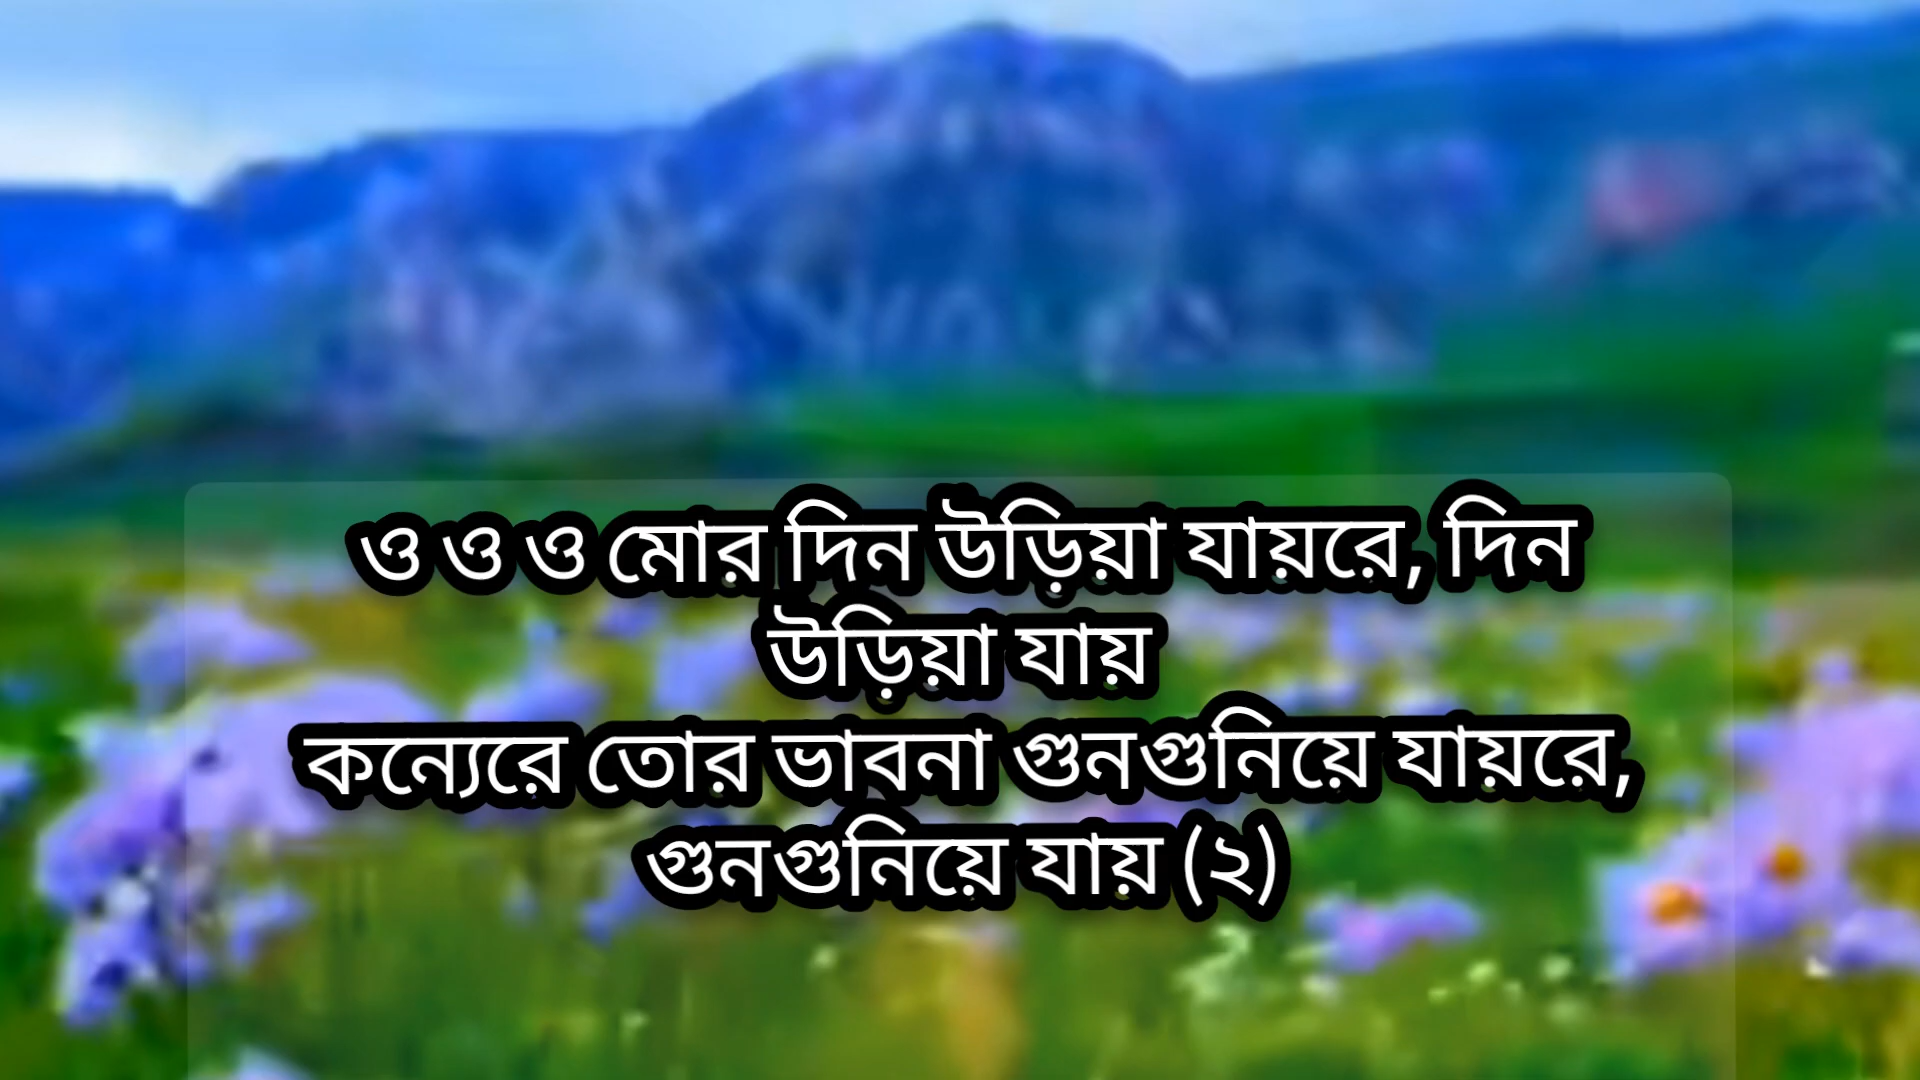 ও ও ও মোর দিন উড়িয়া যায়রে, দিন
উড়িয়া যায়
কন্যেরে তোর ভাবনা গুনগুনিয়ে যায়রে,
গুনগুনিয়ে যায় (২)